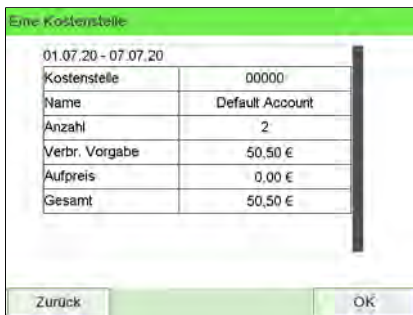 Eine Kostenstelle
01.07.20 - 07.07.20
Kostenstelle 00000
Name Default Account
Anzahl 2
Verbr. Vorgabe 50,50 €
Aufpreis 0,00 €
Gesamt 50,50 €
Zurück OK